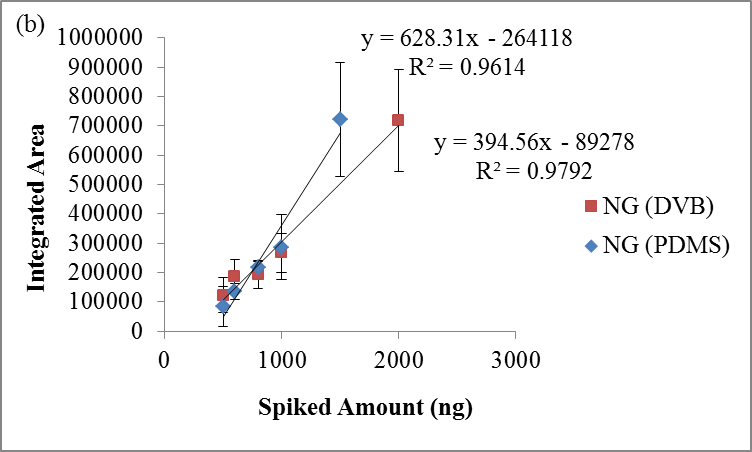 (b)
1000000
900000
800000
700000
600000
500000
400000
300000
200000
100000
0
Integrated Area
y = 628.31x - 264118
R² = 0.9614
y = 394.56x - 89278
R² = 0.9792
NG (DVB)
NG (PDMS)
0 1000 2000 3000
Spiked Amount (ng)